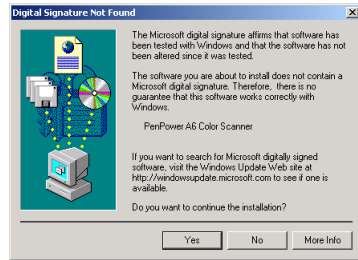 Digital Signature Not Found
The Microsoft digital signature affirms that software has
been tested with Windows and that the software has not
been altered since it was tested.
The software you are about to install does not contain a
Microsoft digital signature. Therefore, there is no
guarantee that this software works correctly with
Windows.
PenPower A6 Color Scanner
If you want to search for Microsoft digitally signed
software, visit the Windows Update Web site at
http://windowsupdate.microsoft.com to see if one is
available.
Do you want to continue the installation?
Yes No More Info